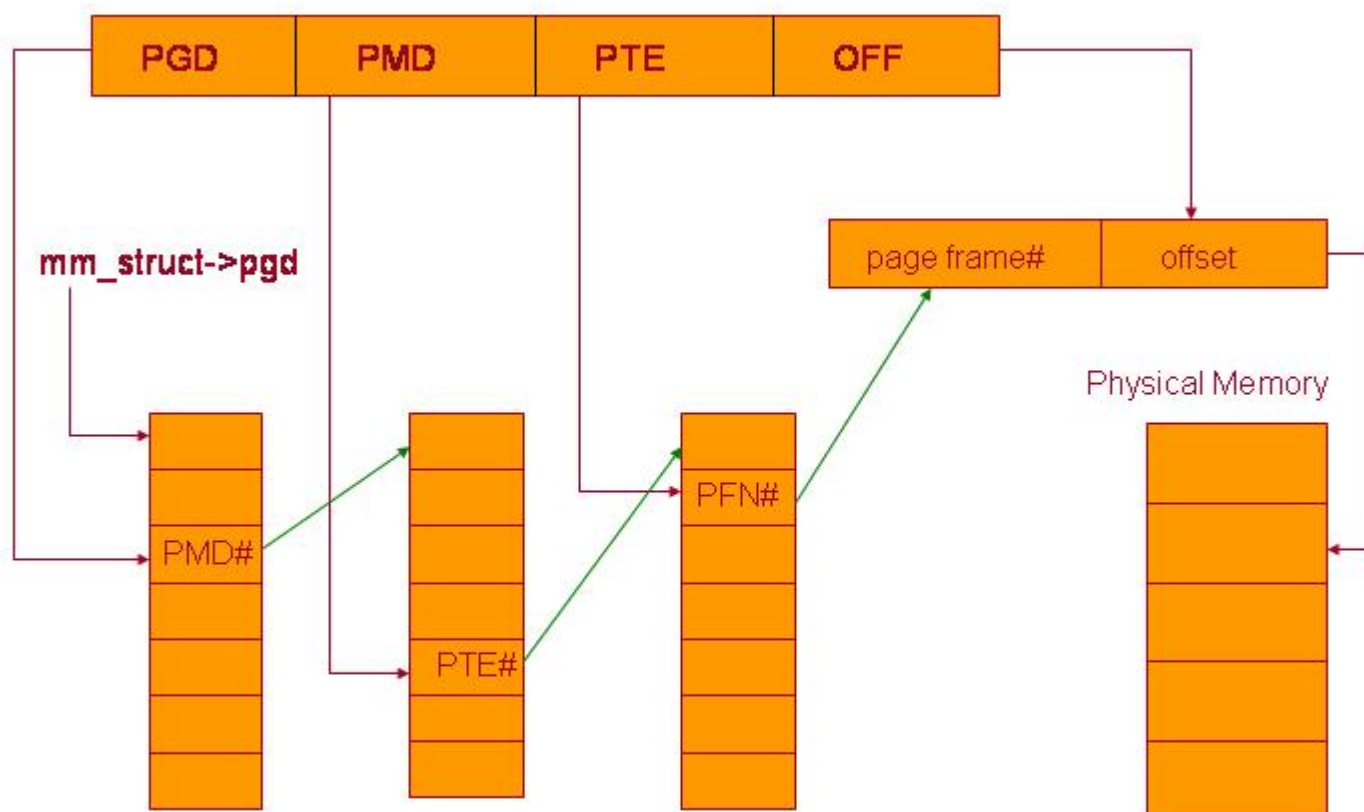 PGD PMD PTE OFF
page frame# offset
mm_struct->pgd
Physical Memory
PFN#
PMD#
PTE#